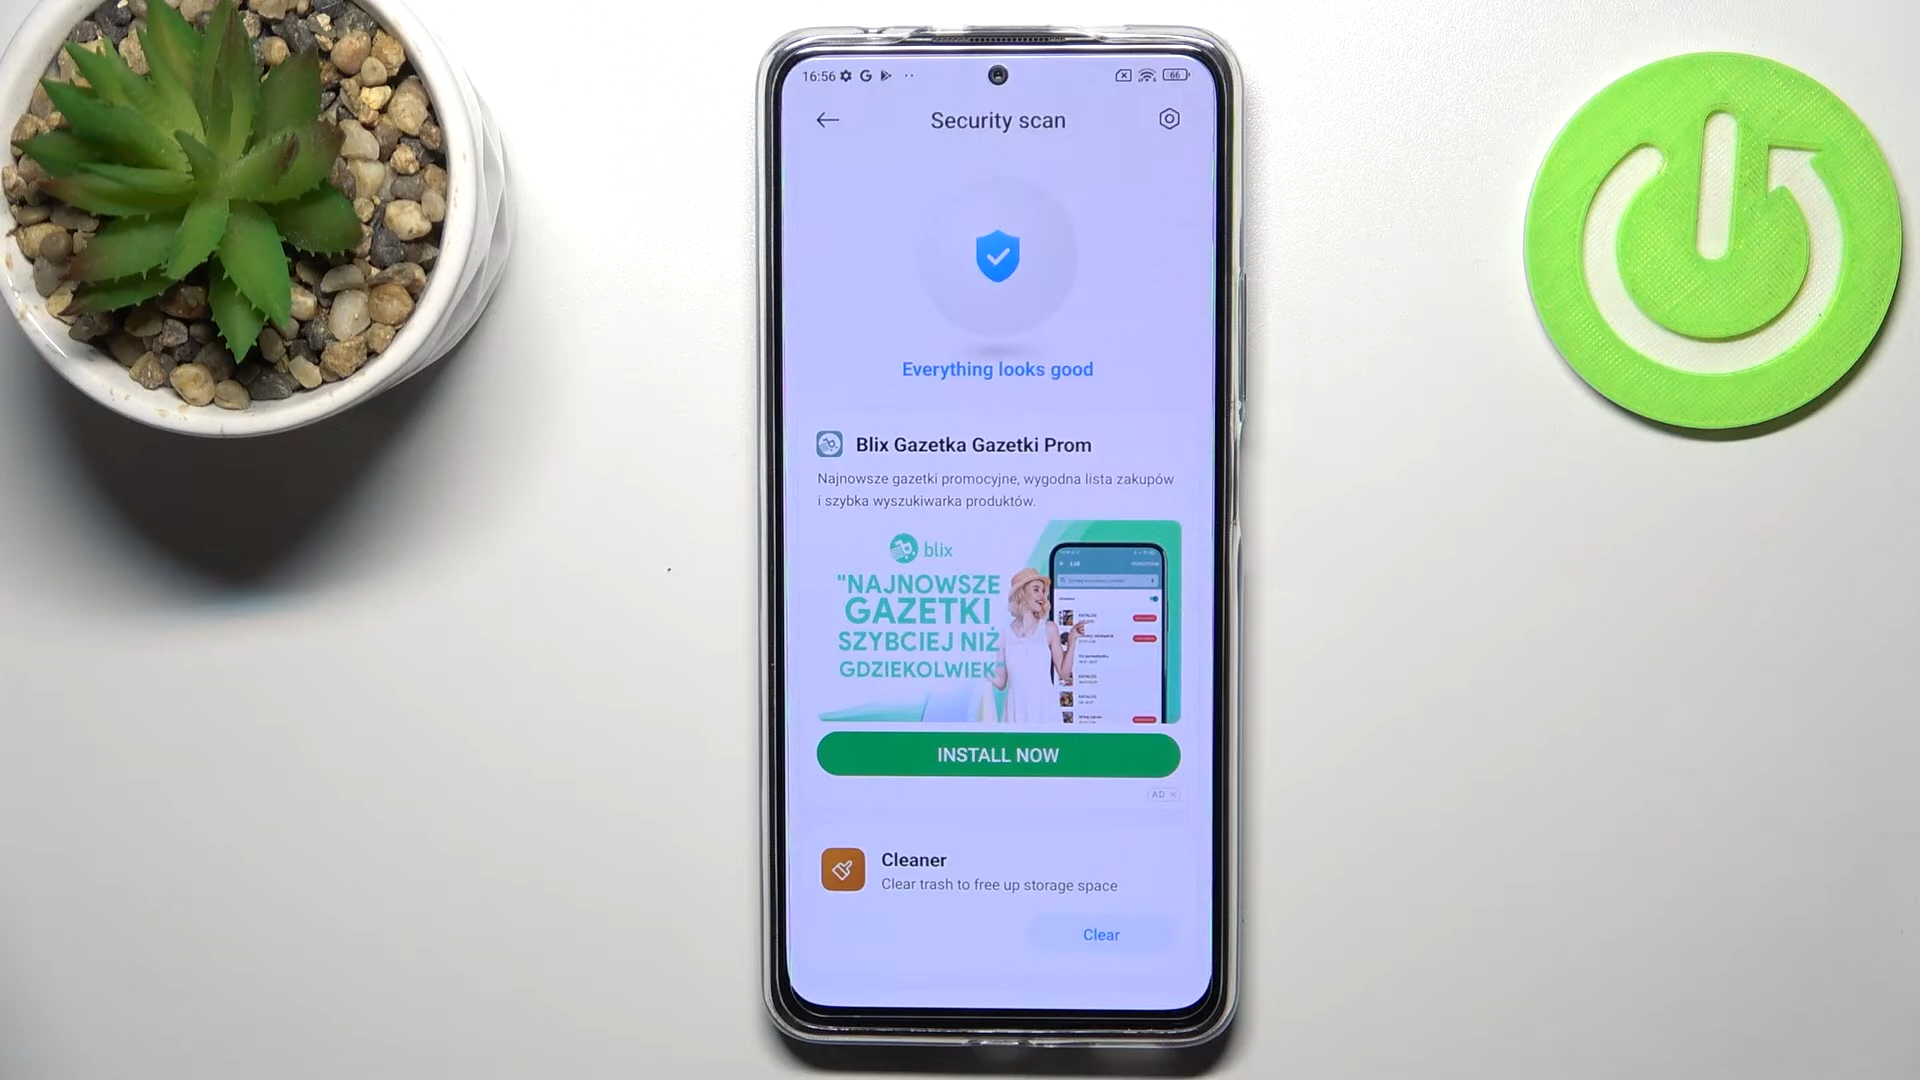 16:56
66
Security scan
Everything looks good
Blix Gazetka Gazetki Prom
Najnowsze gazetki promocyjne, wygodna lista zakupów
i szybka wyszukiwarka produktów.
blix
"NAJNOWSZE
GAZETKI
SZYBCIEJ NIŻ
GDZIEKOLWIEK"
Lidl
INSTALL NOW
AD
Cleaner
Clear trash to free up storage space
Clear